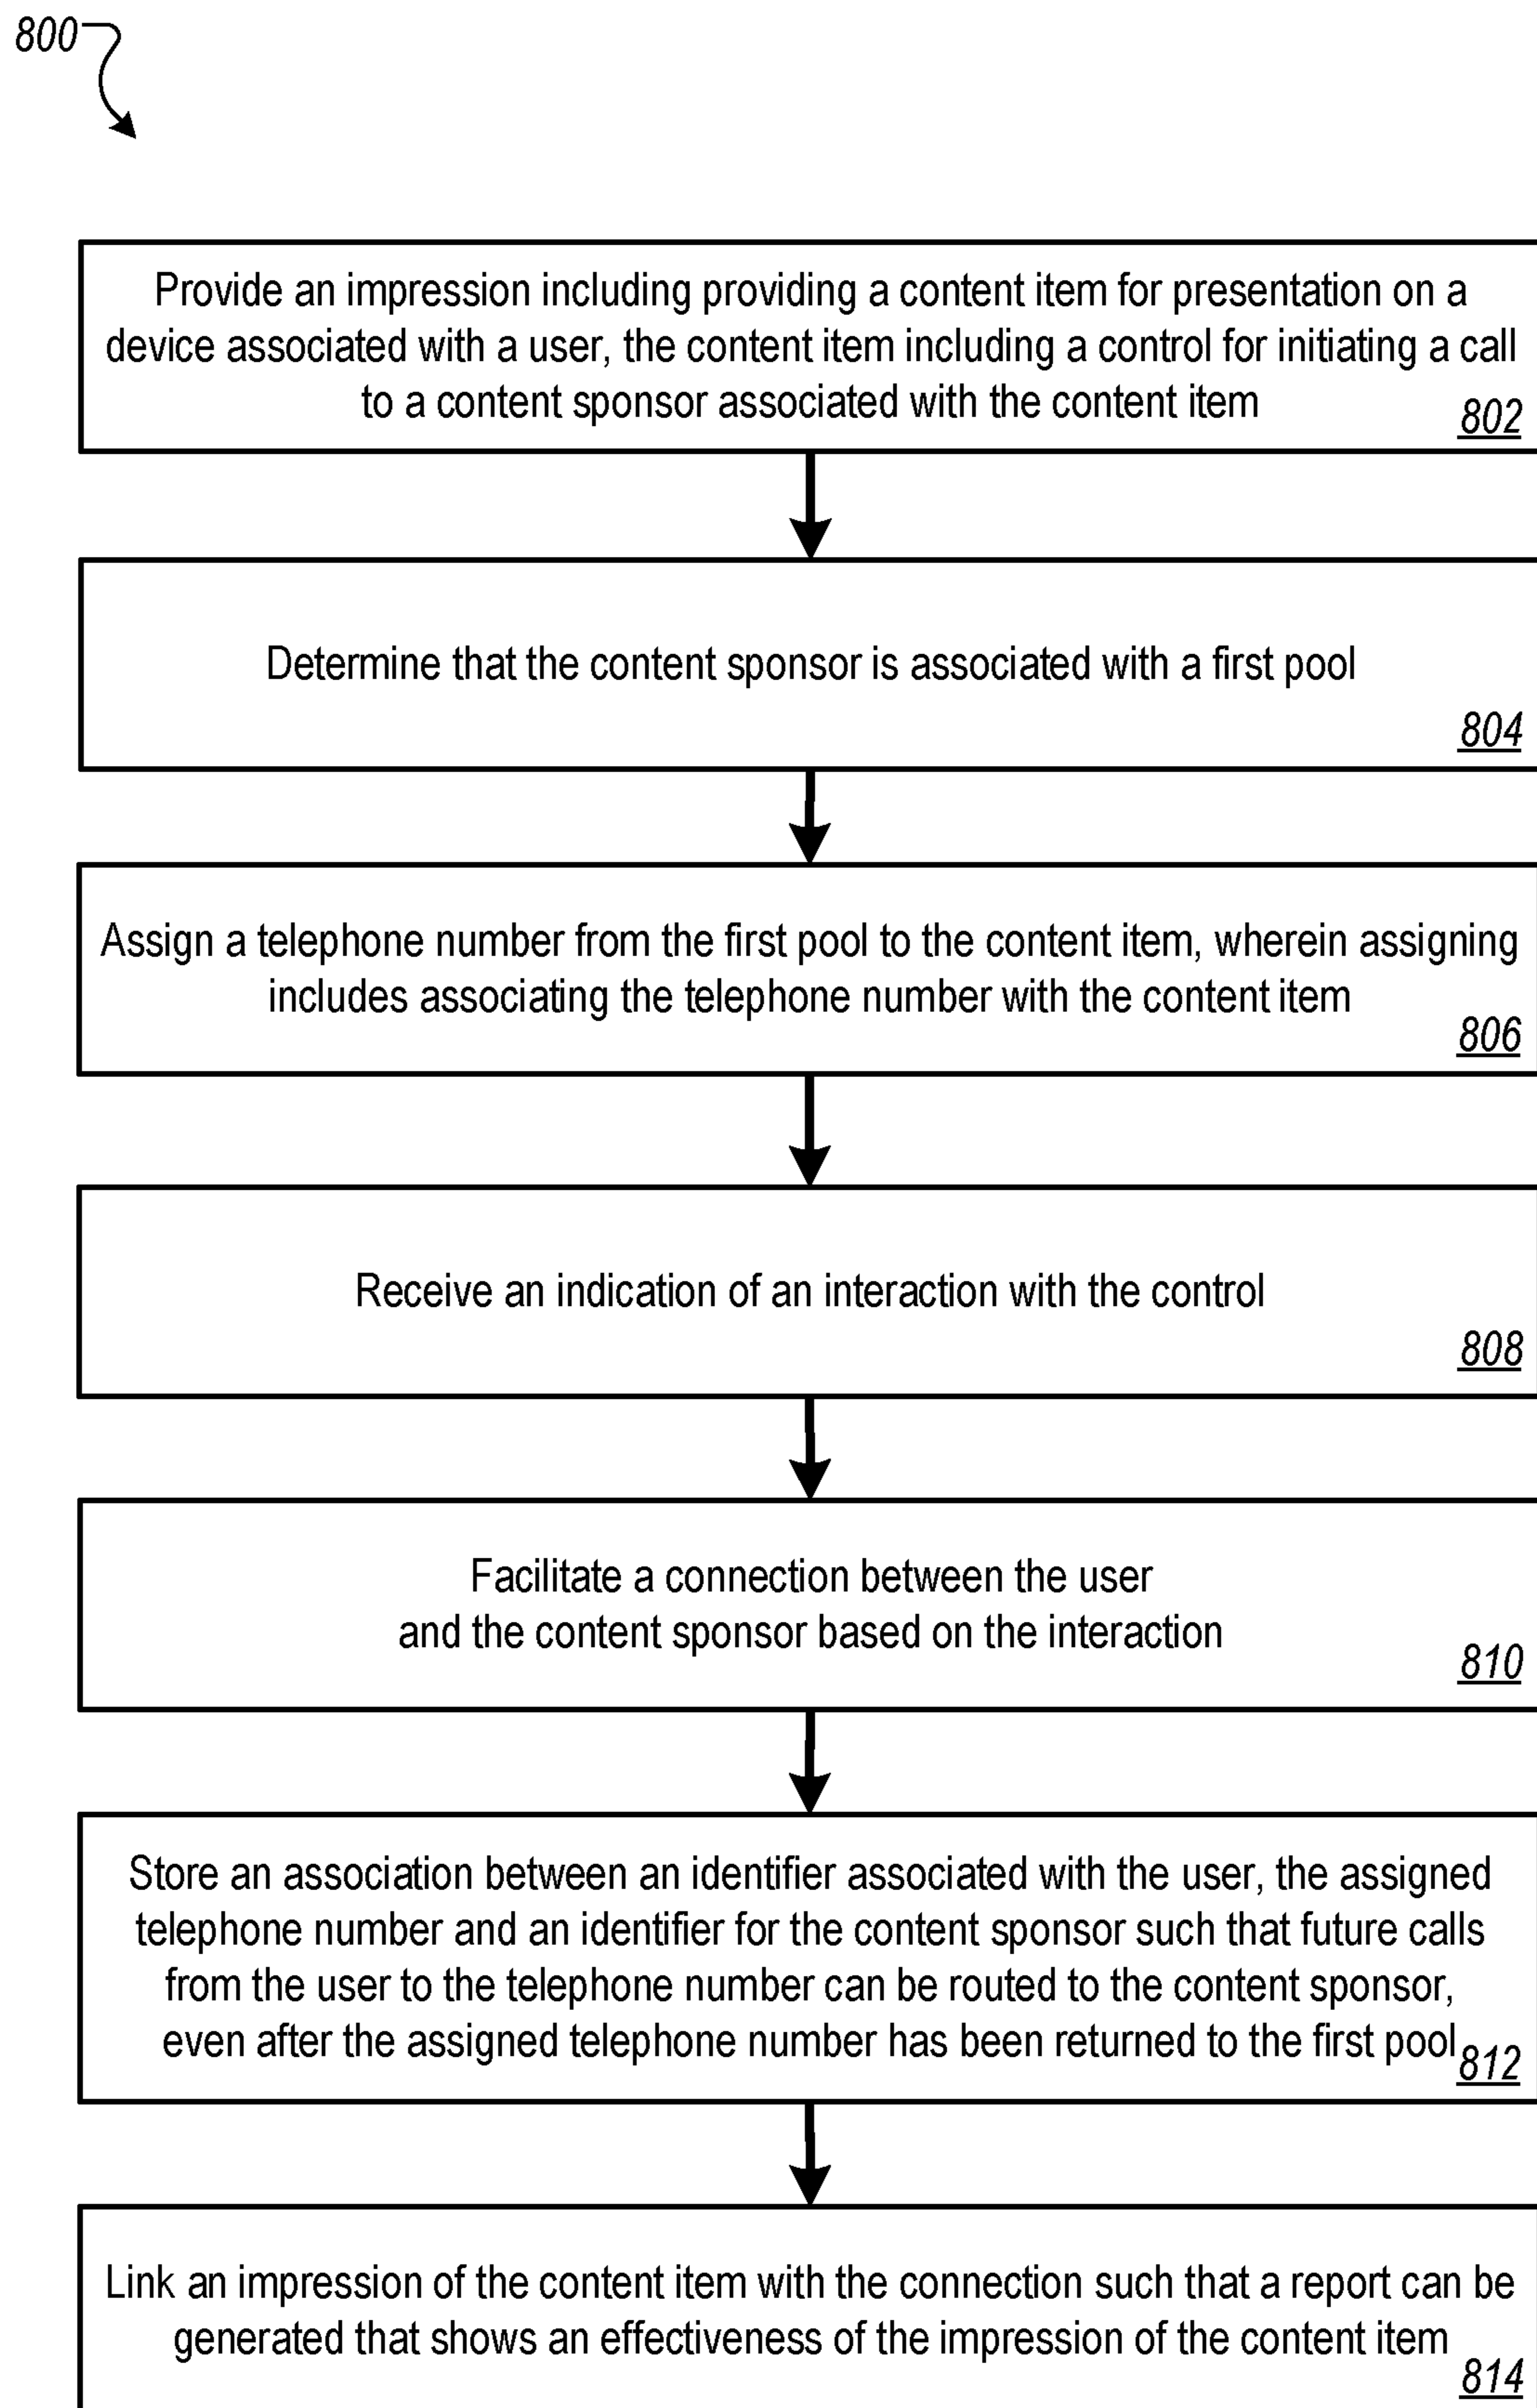 800
Provide an impression including providing a content item for presentation on a
device associated with a user, the content item including a control for initiating a call
to a content sponsor associated with the content item
802
Determine that the content sponsor is associated with a first pool
804
Assign a telephone number from the first pool to the content item, wherein assigning
includes associating the telephone number with the content item
806
Receive an indication of an interaction with the control
808
Facilitate a connection between the user
and the content sponsor based on the interaction
810
Store an association between an identifier associated with the user, the assigned
telephone number and an identifier for the content sponsor such that future calls
from the user to the telephone number can be routed to the content sponsor,
even after the assigned telephone number has been returned to the first pool
812
Link an impression of the content item with the connection such that a report can be
generated that shows an effectiveness of the impression of the content item
814